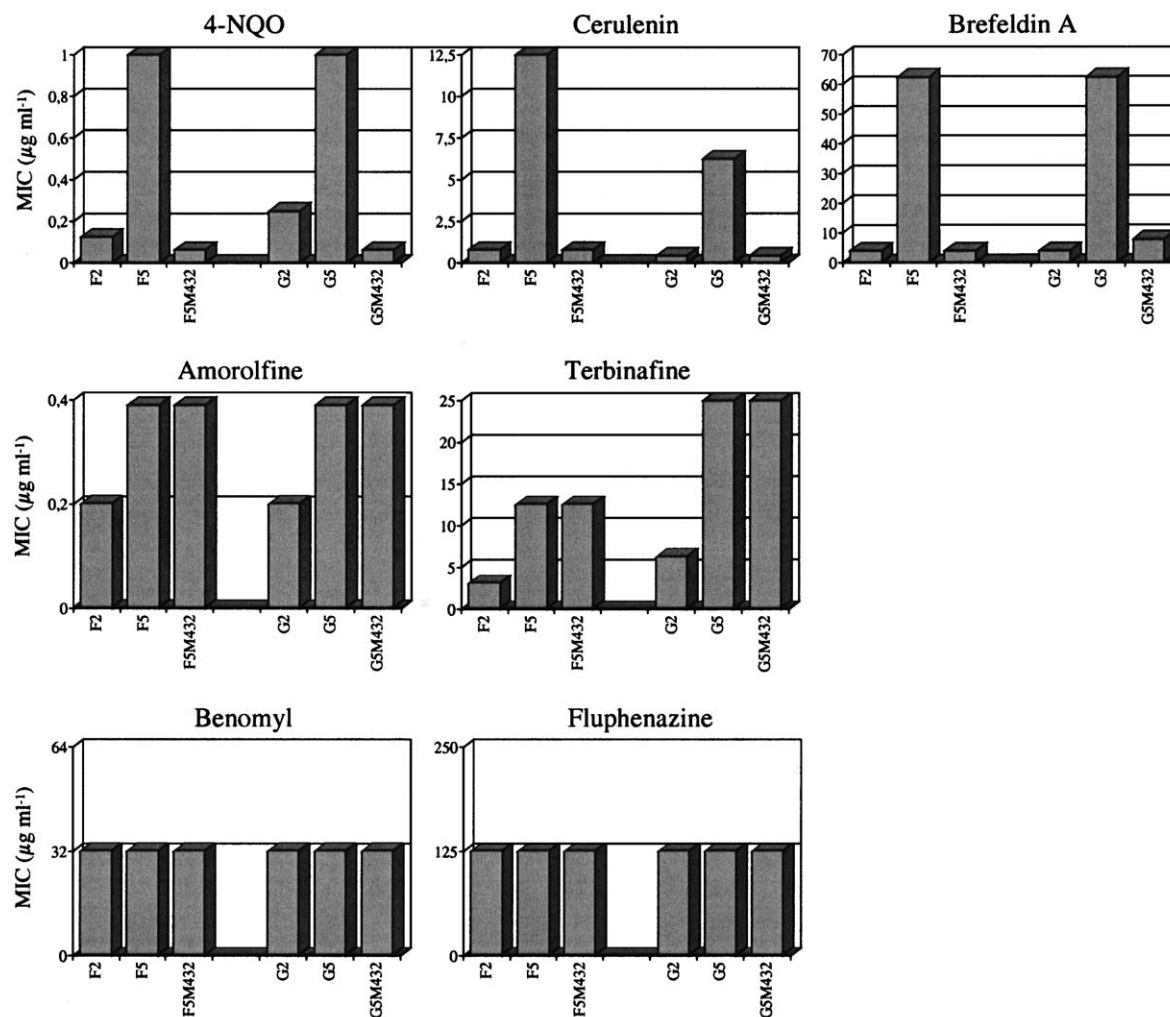 4-NQO
MIC (µg ml-1)
1
0,8
0,6
0,4
0,2
0
F2
F5
F5M432
G2
G5
G5M432
Cerulenin
12,5
10
7,5
5
2,5
0
F2
F5
F5M432
G2
G5
G5M432
Brefeldin A
70
60
50
40
30
20
10
0
F2
F5
F5M432
G2
G5
G5M432
Amorolfine
MIC (µg ml-1)
0,4
0,2
0
F2
F5
F5M432
G2
G5
G5M432
Terbinafine
25
20
15
10
5
0
F2
F5
F5M432
G2
G5
G5M432
Benomyl
MIC (µg ml-1)
64
32
0
F2
F5
F5M432
G2
G5
G5M432
Fluphenazine
250
125
0
F2
F5
F5M432
G2
G5
G5M432